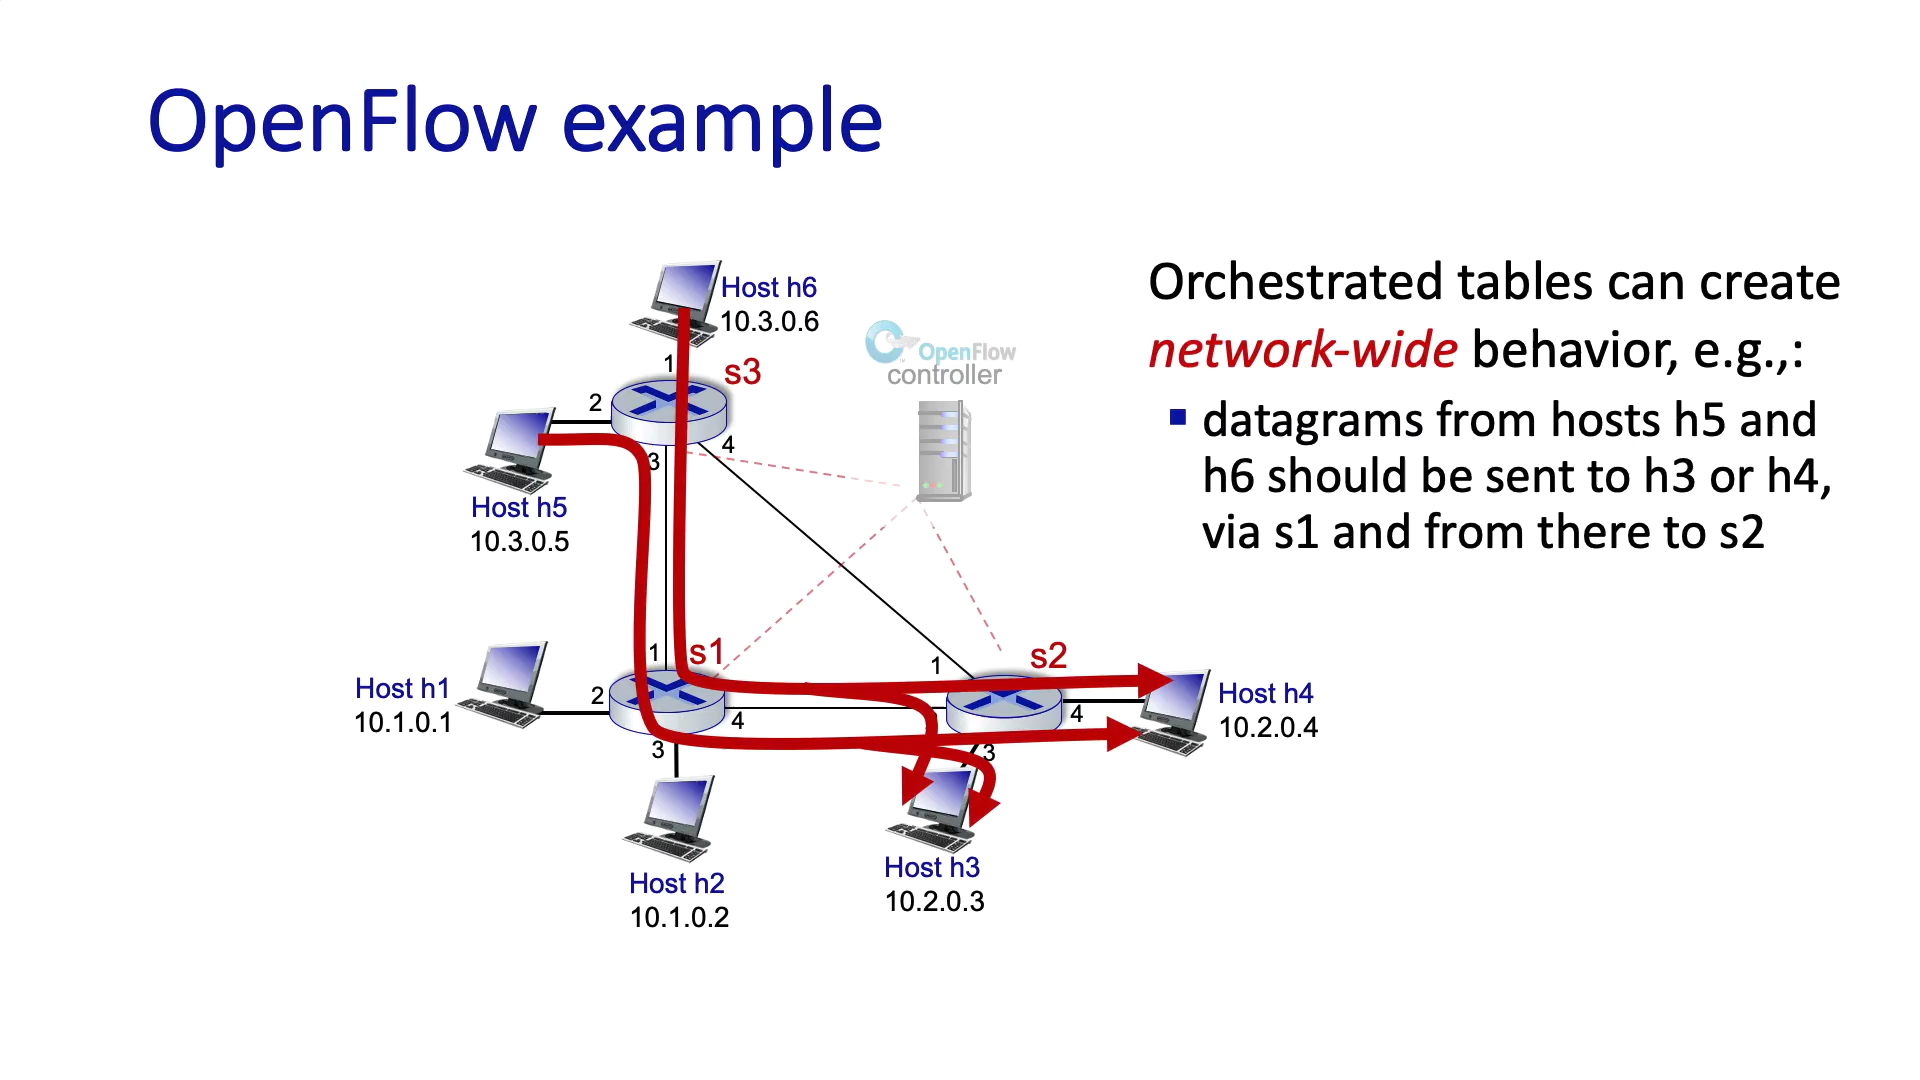 OpenFlow example
Host h6
10.3.0.6
1
s3
2
3
4
Host h5
10.3.0.5
OpenFlow
controller
Orchestrated tables can create
network-wide behavior, e.g.,:
datagrams from hosts h5 and
h6 should be sent to h3 or h4,
via s1 and from there to s2
Host h1
10.1.0.1
1
s1
2
4
3
Host h2
10.1.0.2
1
s2
4
3
Host h4
10.2.0.4
Host h3
10.2.0.3